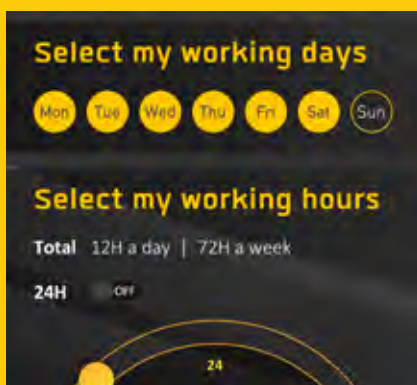 Select my working days
Mon Tue Wed Thu Fri Sat Sun
Select my working hours
Total 12H a day | 72H a week
24H OFF
24